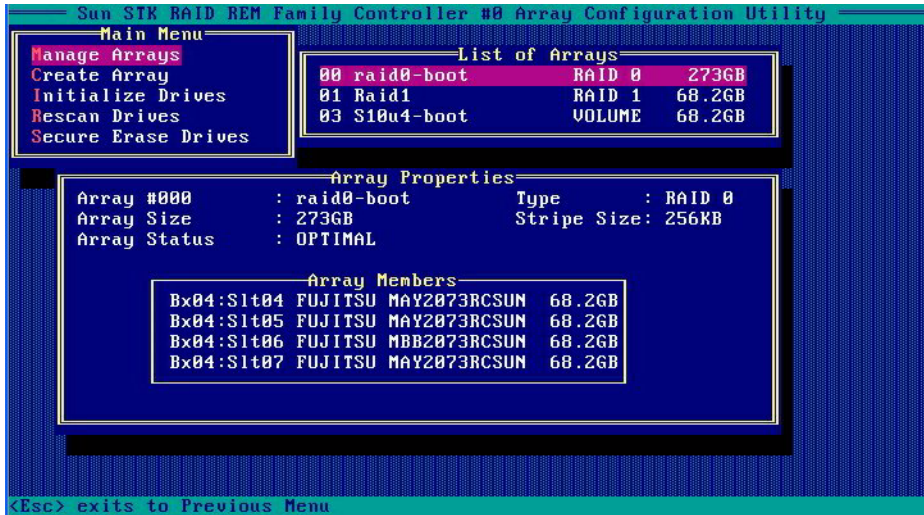 Sun STK RAID REM Family Controller #0 Array Configuration Utility
Main Menu
Manage Arrays
Create Array
Initialize Drives
Rescan Drives
Secure Erase Drives
List of Arrays
00 raid0-boot RAID 0 273GB
01 Raid1 RAID 1 68.2GB
03 S10u4-boot VOLUME 68.2GB
Array Properties
Array #000 : raid0-boot Type : RAID 0
Array Size : 273GB Stripe Size: 256KB
Array Status : OPTIMAL
Array Members
Bx04:Slt04 FUJITSU MAY2073RCSUN 68.2GB
Bx04:Slt05 FUJITSU MAY2073RCSUN 68.2GB
Bx04:Slt06 FUJITSU MBB2073RCSUN 68.2GB
Bx04:Slt07 FUJITSU MAY2073RCSUN 68.2GB
<Esc> exits to Previous Menu